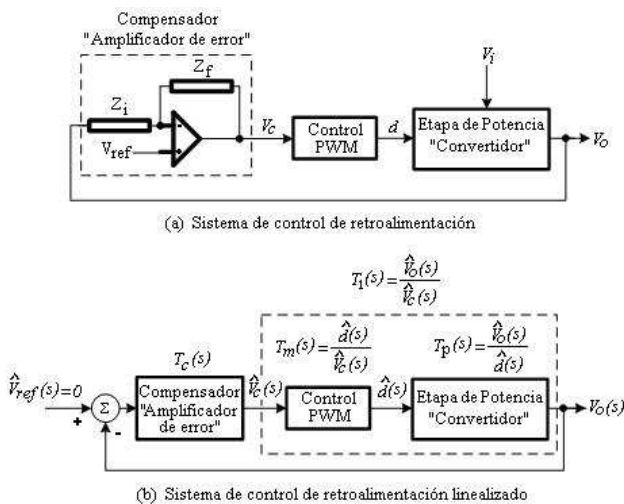 Compensador
"Amplificador de error"
Z_f
Z_i
V_ref
V_c
Control
PWM
d
V_i
Etapa de Potencia
"Convertidor"
V_o
(a) Sistema de control de retroalimentación
T_1(s)= V̂_o(s) / V̂_c(s)
T_c(s)
T_m(s)= d̂(s) / V̂_c(s)
T_p(s)= V̂_o(s) / d̂(s)
V̂_ref(s)=0
+
Σ
-
Compensador
"Amplificador
de error"
V̂_c(s)
Control
PWM
d̂(s)
Etapa de Potencia
"Convertidor"
V_o(s)
(b) Sistema de control de retroalimentación linealizado